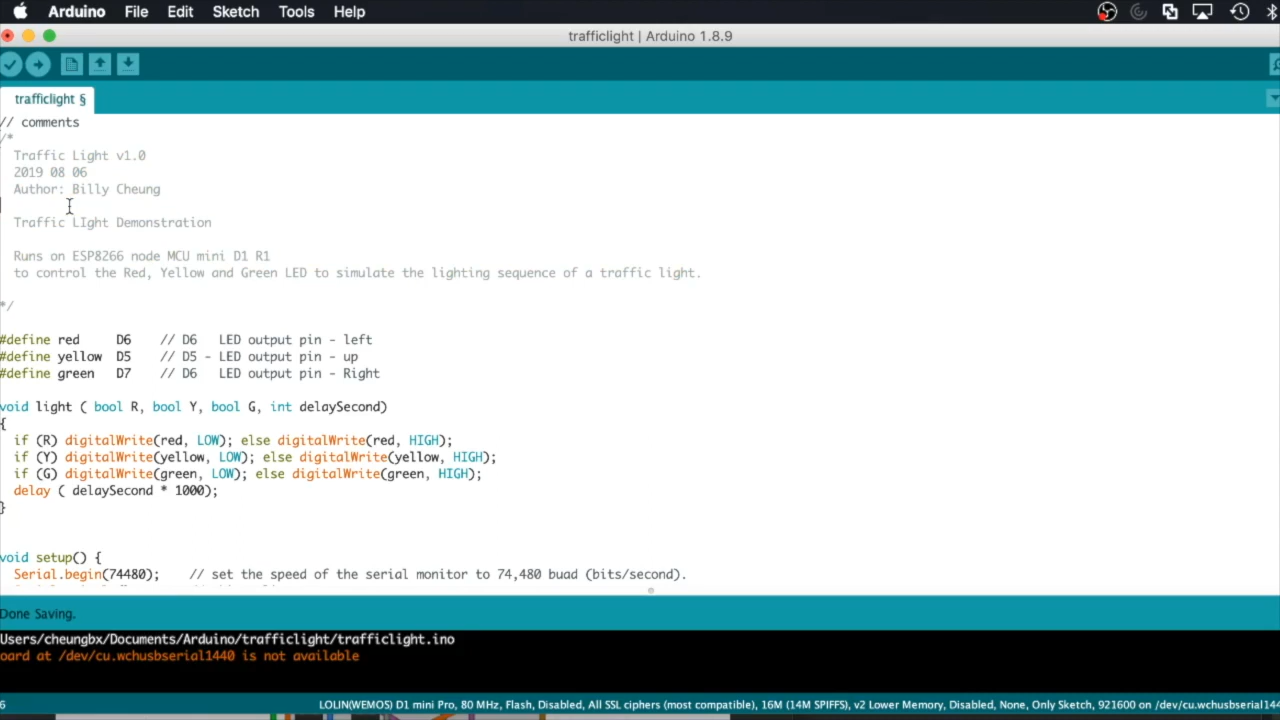 Arduino File Edit Sketch Tools Help
trafficlight | Arduino 1.8.9
trafficlight §
// comments
/*
Traffic Light v1.0
2019 08 06
Author: Billy Cheung
Traffic LIght Demonstration
Runs on ESP8266 node MCU mini D1 R1
to control the Red, Yellow and Green LED to simulate the lighting sequence of a traffic light.
*/
#define red D6 // D6 LED output pin - left
#define yellow D5 // D5 - LED output pin - up
#define green D7 // D6 LED output pin - Right
void light ( bool R, bool Y, bool G, int delaySecond)
{
if (R) digitalWrite(red, LOW); else digitalWrite(red, HIGH);
if (Y) digitalWrite(yellow, LOW); else digitalWrite(yellow, HIGH);
if (G) digitalWrite(green, LOW); else digitalWrite(green, HIGH);
delay ( delaySecond * 1000);
}
void setup() {
Serial.begin(74480); // set the speed of the serial monitor to 74,480 buad (bits/second).
Done Saving.
Users/cheungbx/Documents/Arduino/trafficlight/trafficlight.ino
oard at /dev/cu.wchusbserial1440 is not available
6 LOLIN(WEMOS) D1 mini Pro, 80 MHz, Flash, Disabled, All SSL ciphers (most compatible), 16M (14M SPIFFS), v2 Lower Memory, Disabled, None, Only Sketch, 921600 on /dev/cu.wchusbserial144